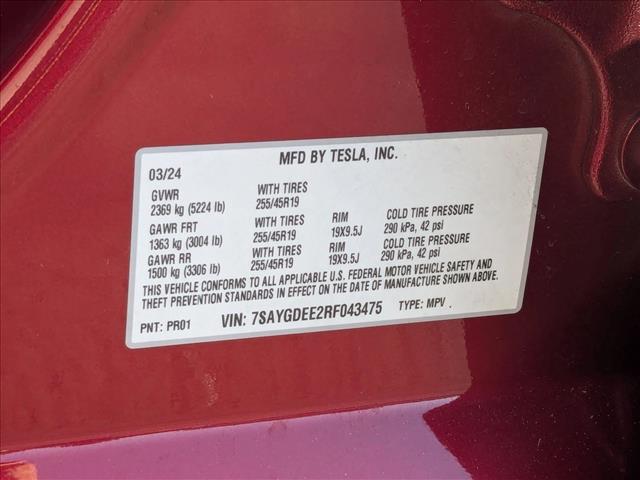 MFD BY TESLA, INC.
03/24
GVWR WITH TIRES
2369 kg (5224 lb) 255/45R19
GAWR FRT WITH TIRES RIM COLD TIRE PRESSURE
1363 kg (3004 lb) 255/45R19 19X9.5J 290 kPa, 42 psi
GAWR RR WITH TIRES RIM COLD TIRE PRESSURE
1500 kg (3306 lb) 255/45R19 19X9.5J 290 kPa, 42 psi
THIS VEHICLE CONFORMS TO ALL APPLICABLE U.S. FEDERAL MOTOR VEHICLE SAFETY AND
THEFT PREVENTION STANDARDS IN EFFECT ON THE DATE OF MANUFACTURE SHOWN ABOVE.
PNT: PR01 VIN: 7SAYGDEE2RF043475 TYPE: MPV .